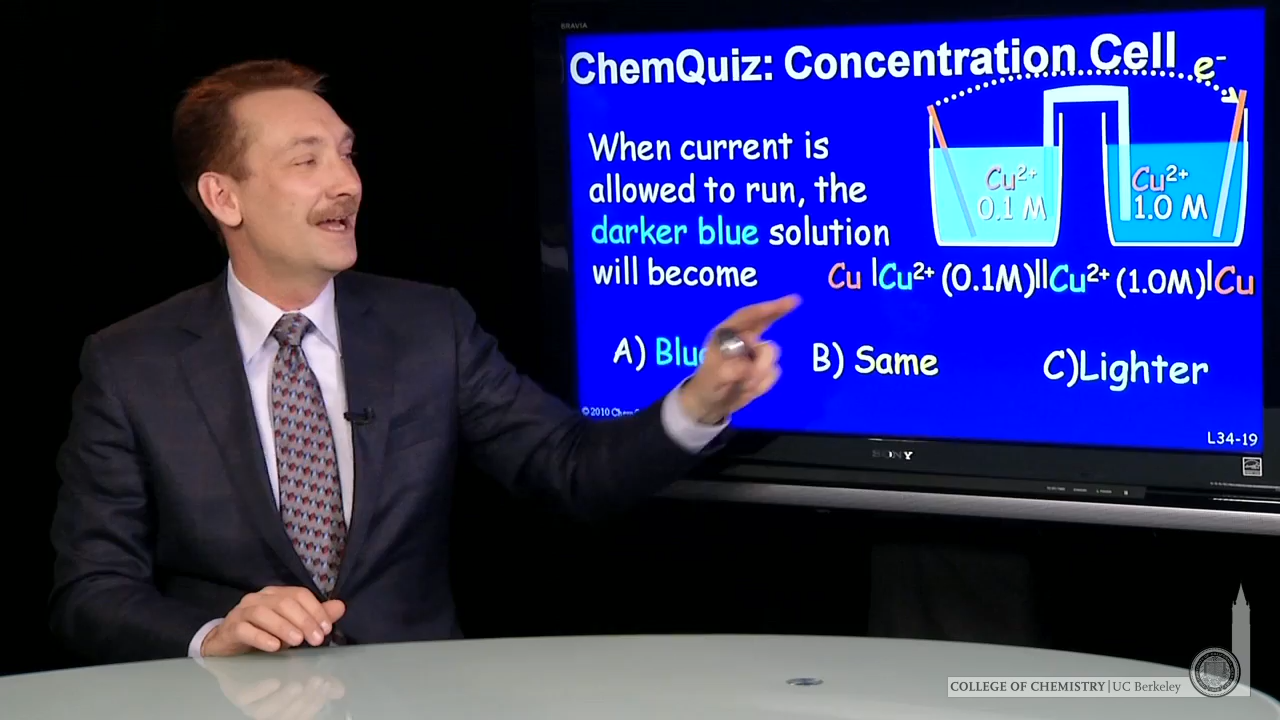 BRAVIA
ChemQuiz: Concentration Cell
e⁻
When current is
allowed to run, the
darker blue solution
will become
Cu²⁺
0.1 M
Cu²⁺
1.0 M
Cu |Cu²⁺ (0.1M)||Cu²⁺ (1.0M)|Cu
A)
B) Same
C)Lighter
© 2010
L34-19
SONY
COLLEGE OF CHEMISTRY | UC Berkeley